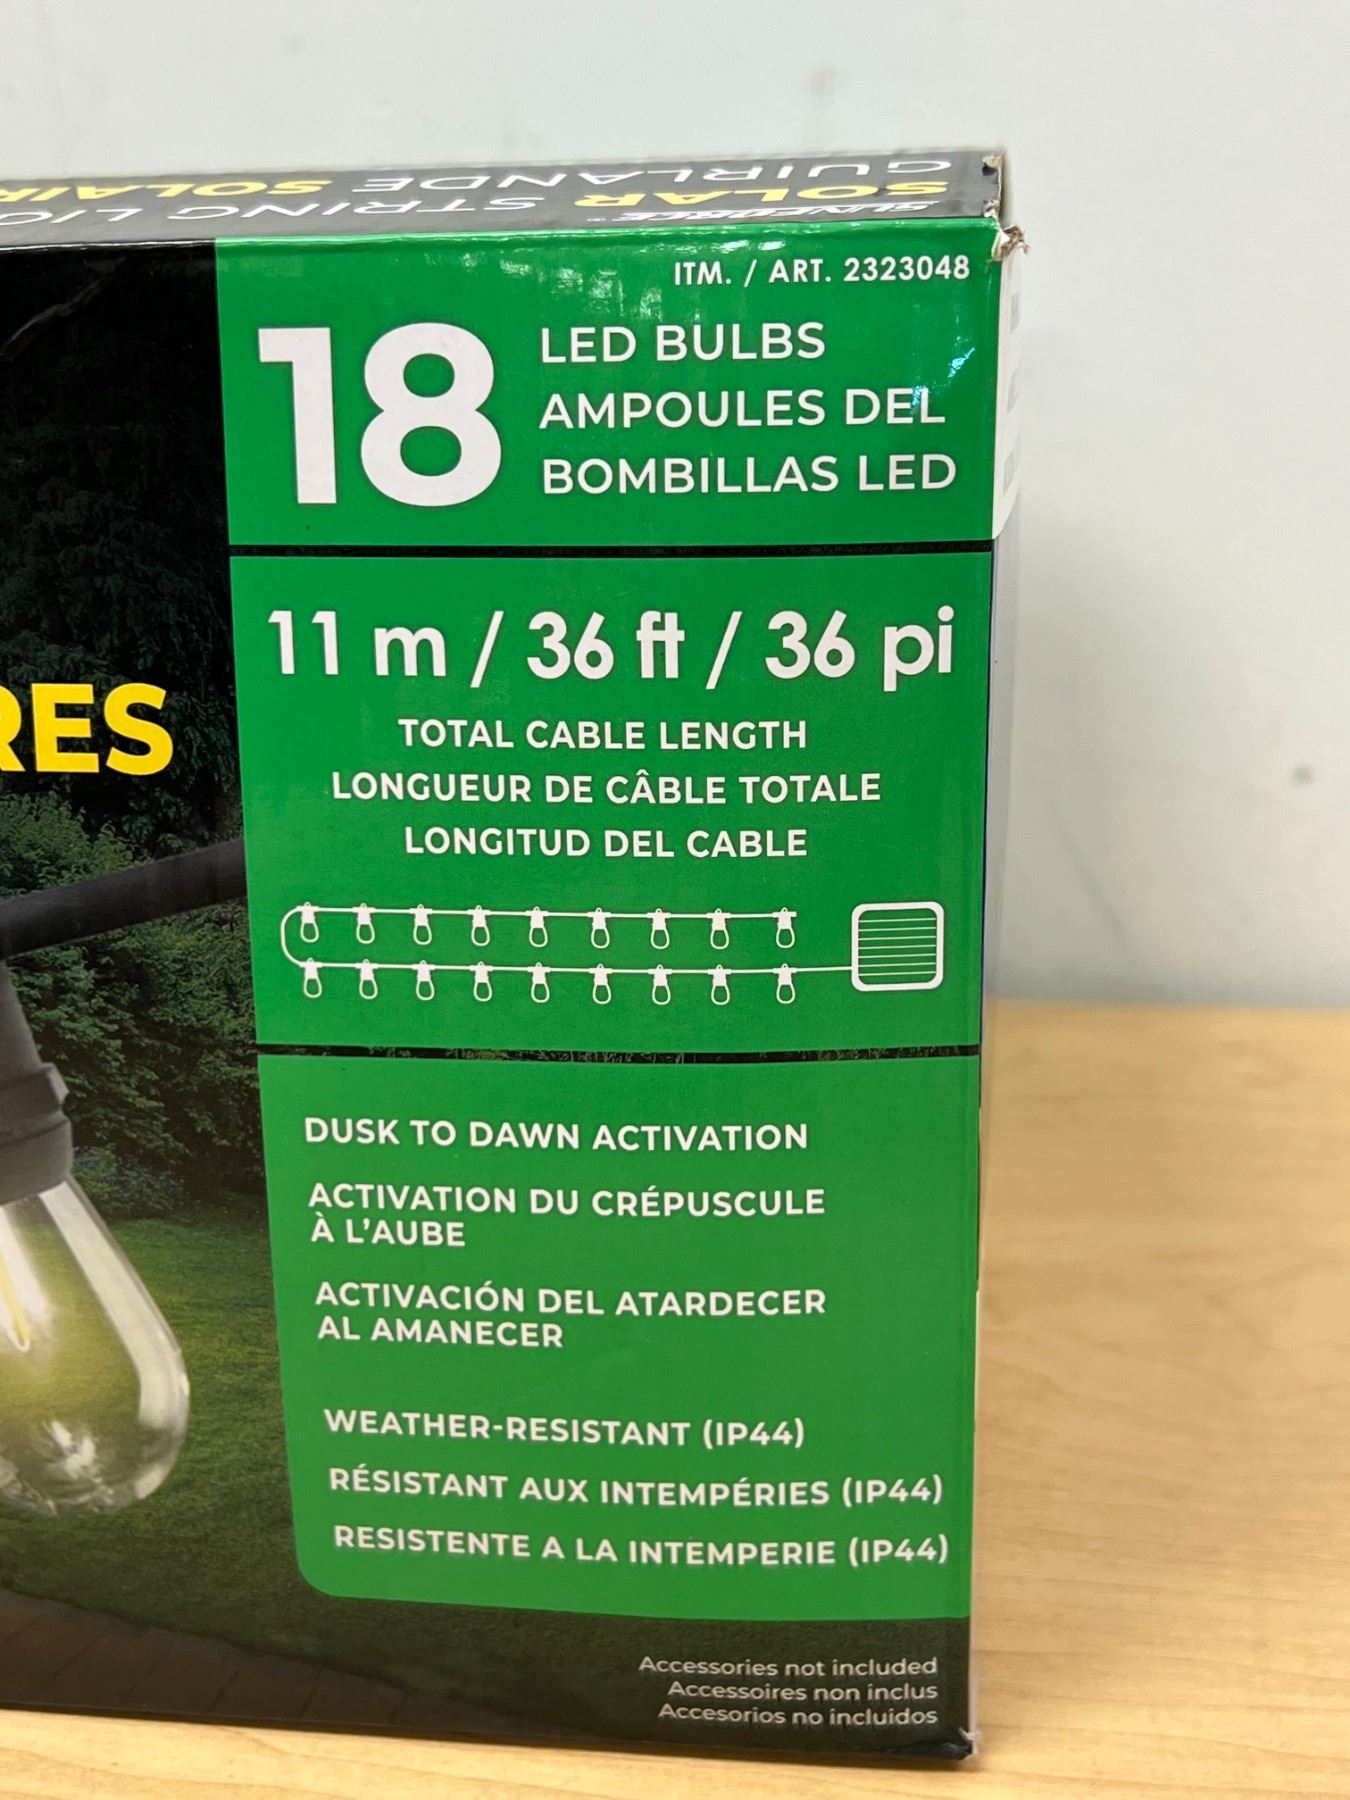 GUIRLANDE SOLAIR
SOLAR STRING LIG
ITM. / ART. 2323048
18
LED BULBS
AMPOULES DEL
BOMBILLAS LED
11 m / 36 ft / 36 pi
TOTAL CABLE LENGTH
LONGUEUR DE CÂBLE TOTALE
LONGITUD DEL CABLE
RES
DUSK TO DAWN ACTIVATION
ACTIVATION DU CRÉPUSCULE
À L'AUBE
ACTIVACIÓN DEL ATARDECER
AL AMANECER
WEATHER-RESISTANT (IP44)
RÉSISTANT AUX INTEMPÉRIES (IP44)
RESISTENTE A LA INTEMPERIE (IP44)
Accessories not included
Accessoires non inclus
Accesorios no incluidos